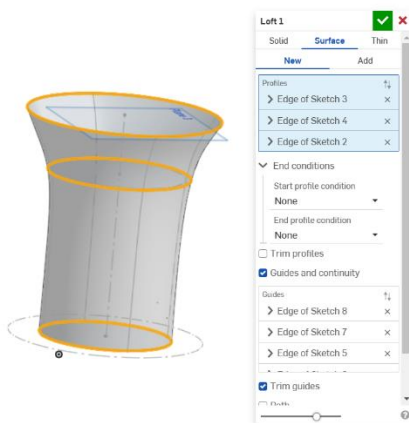 Loft 1
Solid Surface Thin
New Add
Profiles
Edge of Sketch 3
Edge of Sketch 4
Edge of Sketch 2
End conditions
Start profile condition
None
End profile condition
None
Trim profiles
Guides and continuity
Guides
Edge of Sketch 8
Edge of Sketch 7
Edge of Sketch 5
Trim guides